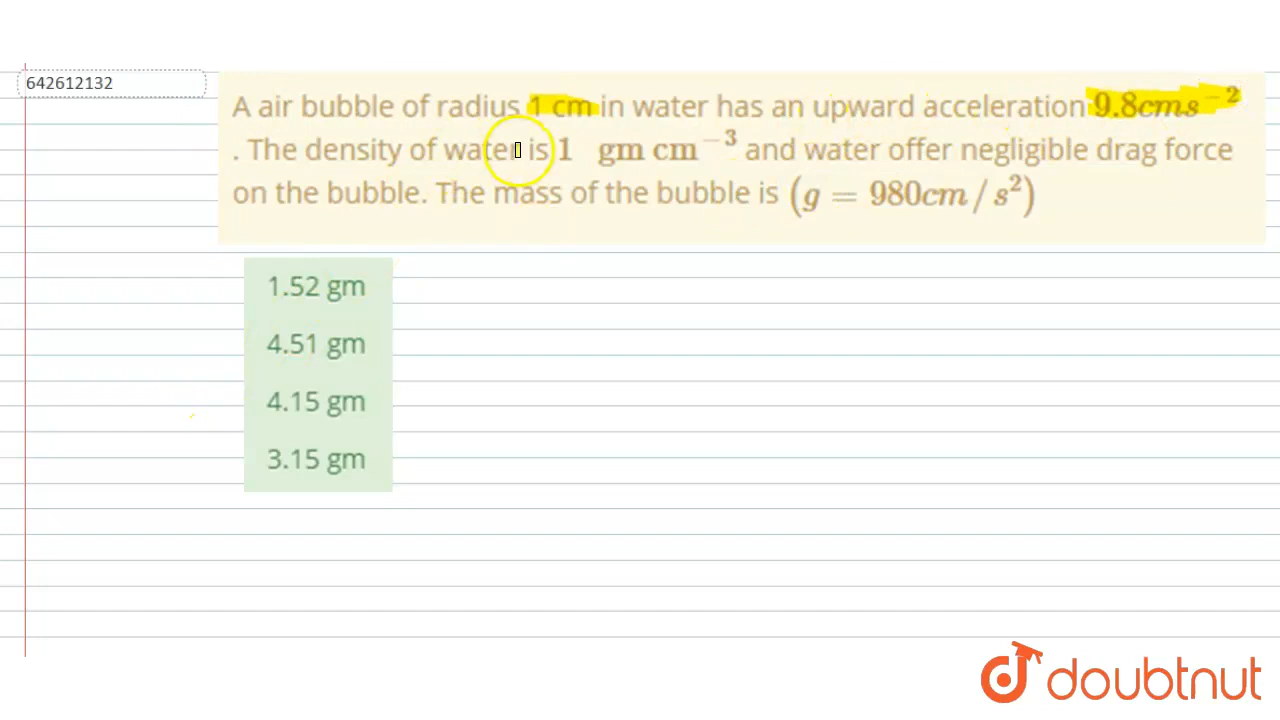 642612132
A air bubble of radius 1 cm in water has an upward acceleration 9.8cms⁻²
. The density of water is 1 gm cm⁻³ and water offer negligible drag force
on the bubble. The mass of the bubble is (g = 980cm/s²)
1.52 gm
4.51 gm
4.15 gm
3.15 gm
doubtnut